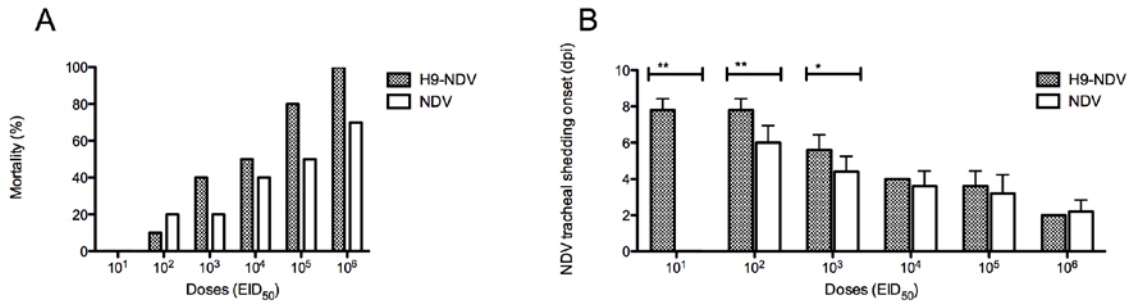 A
Mortality (%)
100
80
60
40
20
0
10¹ 10² 10³ 10⁴ 10⁵ 10⁶
Doses (EID₅₀)
H9-NDV
NDV
B
NDV tracheal shedding onset (dpi)
10
8
6
4
2
0
** ** *
10¹ 10² 10³ 10⁴ 10⁵ 10⁶
Doses (EID₅₀)
H9-NDV
NDV